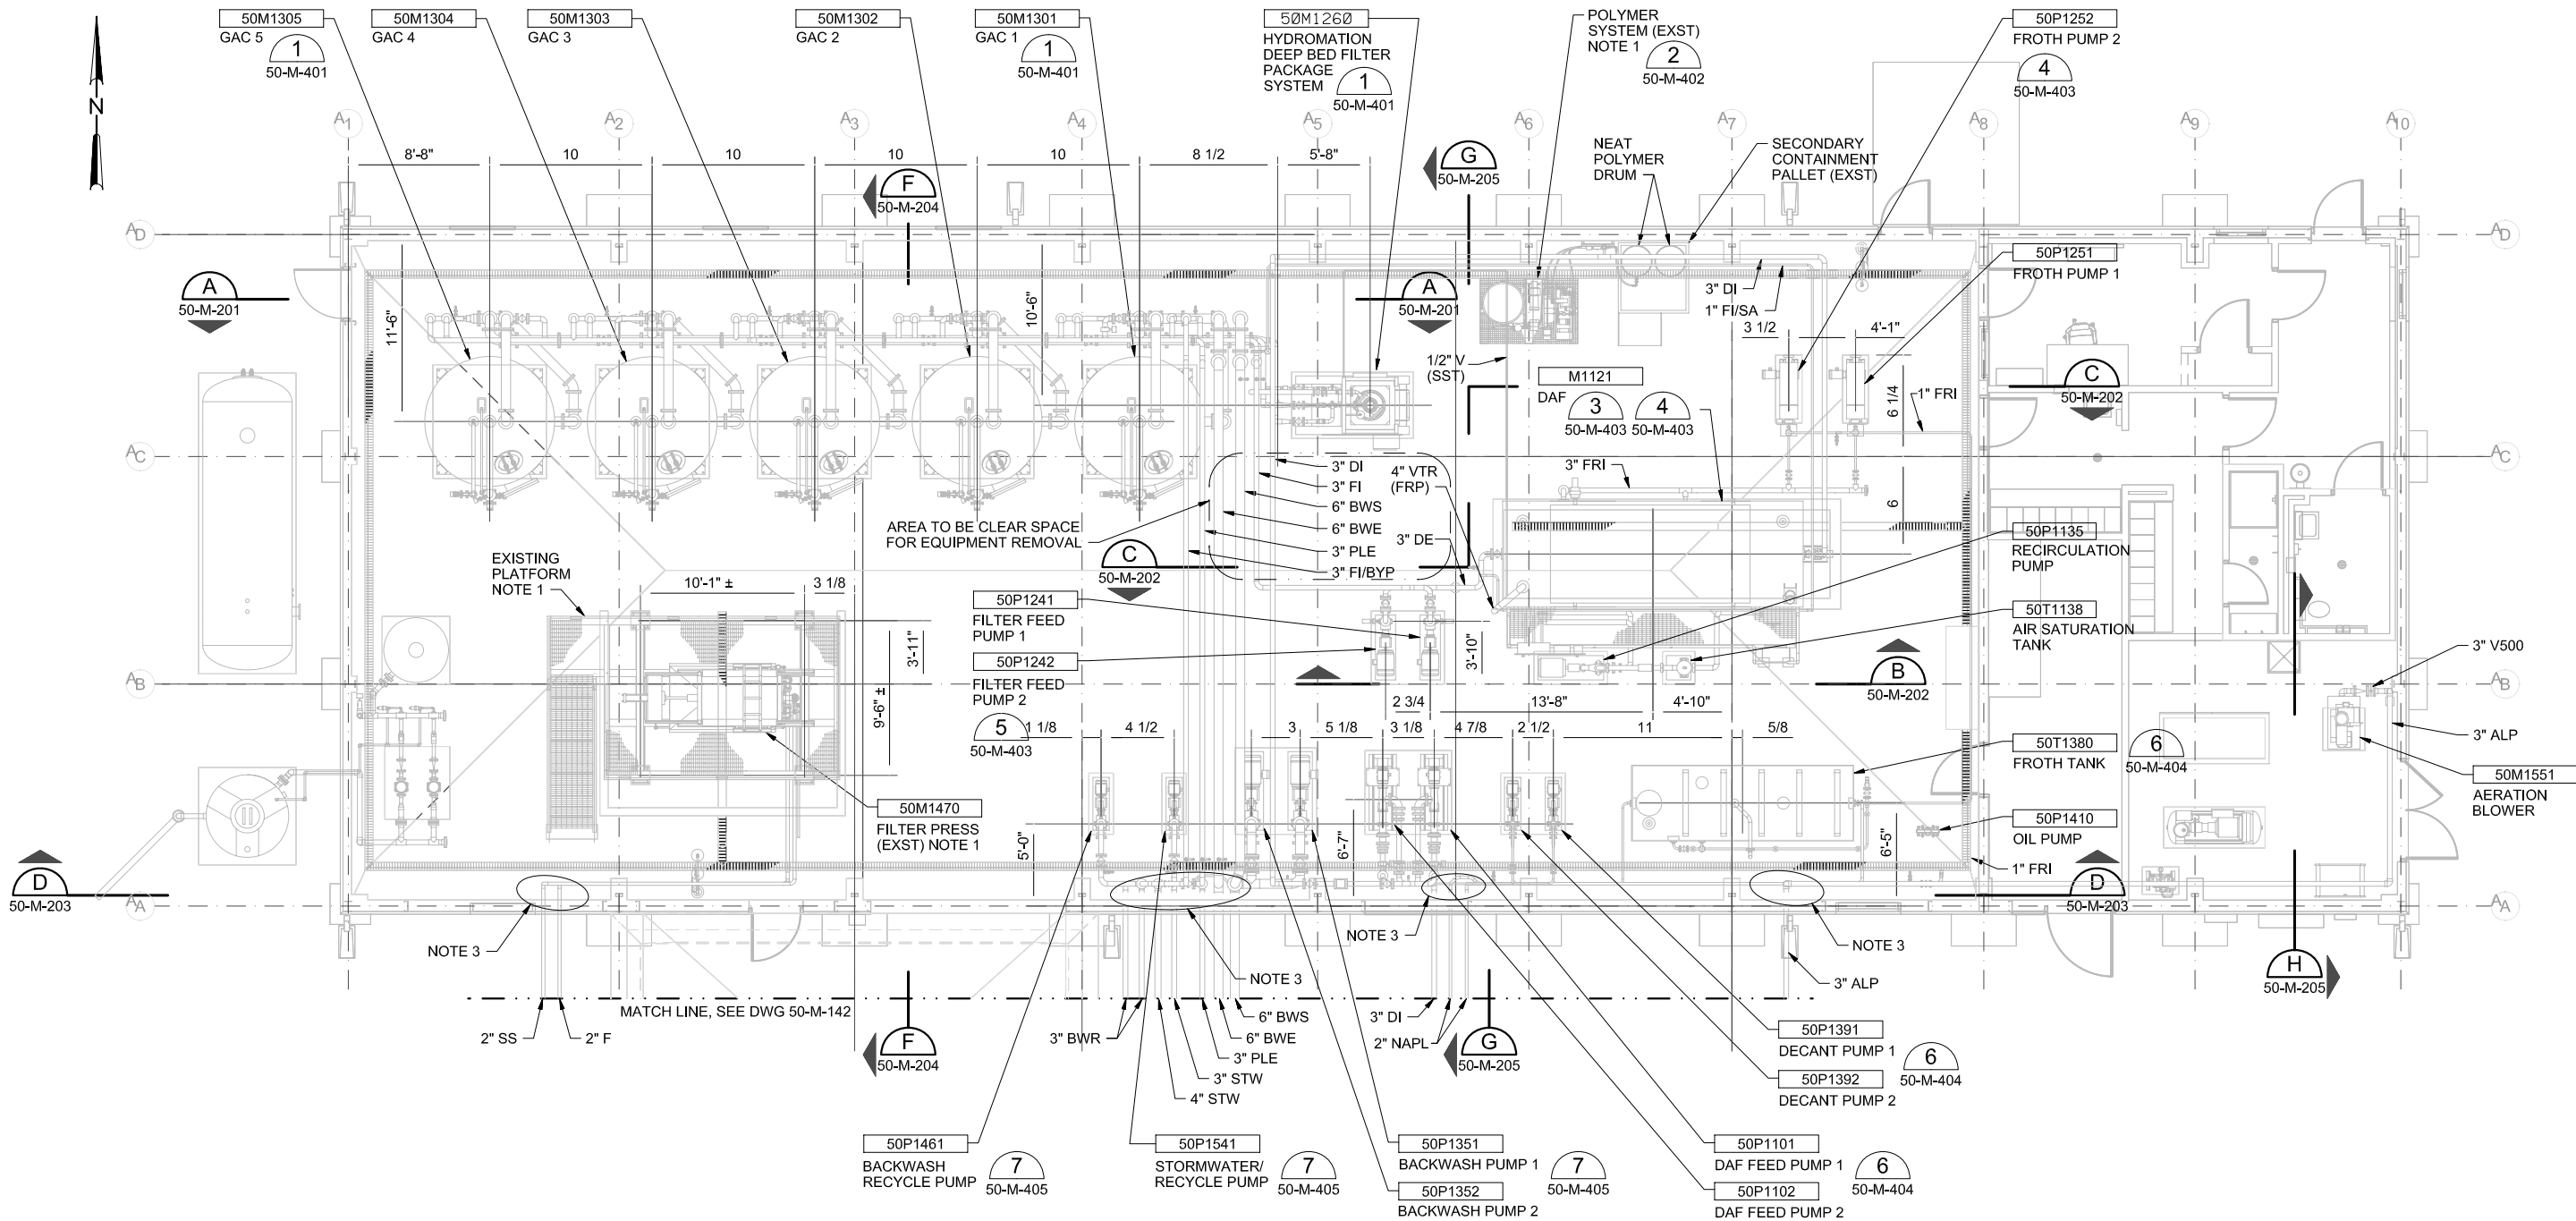 50M1305
GAC 5
1
50-M-401
50M1304
GAC 4
50M1303
GAC 3
50M1302
GAC 2
50M1301
GAC 1
1
50-M-401
50M1260
HYDROMATION
DEEP BED FILTER
PACKAGE
SYSTEM
1
50-M-401
POLYMER
SYSTEM (EXST)
NOTE 1
2
50-M-402
50P1252
FROTH PUMP 2
4
50-M-403
N
A1
A2
A3
A4
A5
A6
A7
A8
A9
A10
8'-8"
10
10
10
10
8 1/2
5'-8"
F
50-M-204
G
50-M-205
NEAT
POLYMER
DRUM
SECONDARY
CONTAINMENT
PALLET (EXST)
AD
AD
A
50-M-201
A
50-M-201
50P1251
FROTH PUMP 1
3" DI
1" FI/SA
3 1/2
4'-1"
11'-6"
10'-6"
1/2" V
(SST)
M1121
DAF
3
50-M-403
4
50-M-403
6 1/4
1" FRI
C
50-M-202
AC
AC
3" DI
3" FI
6" BWS
6" BWE
3" PLE
3" FI/BYP
4" VTR
(FRP)
3" FRI
6
3" DE
AREA TO BE CLEAR SPACE
FOR EQUIPMENT REMOVAL
C
50-M-202
50P1135
RECIRCULATION
PUMP
EXISTING
PLATFORM
NOTE 1
10'-1" ±
3 1/8
50P1241
FILTER FEED
PUMP 1
50P1242
FILTER FEED
PUMP 2
5
50-M-403
3'-11"
9'-6" ±
3'-10"
50T1138
AIR SATURATION
TANK
3" V500
AB
AB
B
50-M-202
2 3/4
13'-8"
4'-10"
1 1/8
4 1/2
3
5 1/8
3 1/8
4 7/8
2 1/2
11
5/8
3" ALP
50T1380
FROTH TANK
6
50-M-404
50M1551
AERATION
BLOWER
50M1470
FILTER PRESS
(EXST) NOTE 1
50P1410
OIL PUMP
5'-0"
6'-7"
6'-5"
1" FRI
D
50-M-203
D
50-M-203
AA
AA
NOTE 3
NOTE 3
NOTE 3
NOTE 3
3" ALP
H
50-M-205
MATCH LINE, SEE DWG 50-M-142
2" SS
2" F
F
50-M-204
3" BWR
6" BWS
6" BWE
3" PLE
3" STW
4" STW
3" DI
2" NAPL
G
50-M-205
50P1391
DECANT PUMP 1
50P1392
DECANT PUMP 2
6
50-M-404
50P1461
BACKWASH
RECYCLE PUMP
7
50-M-405
50P1541
STORMWATER/
RECYCLE PUMP
7
50-M-405
50P1351
BACKWASH PUMP 1
50P1352
BACKWASH PUMP 2
7
50-M-405
50P1101
DAF FEED PUMP 1
50P1102
DAF FEED PUMP 2
6
50-M-404